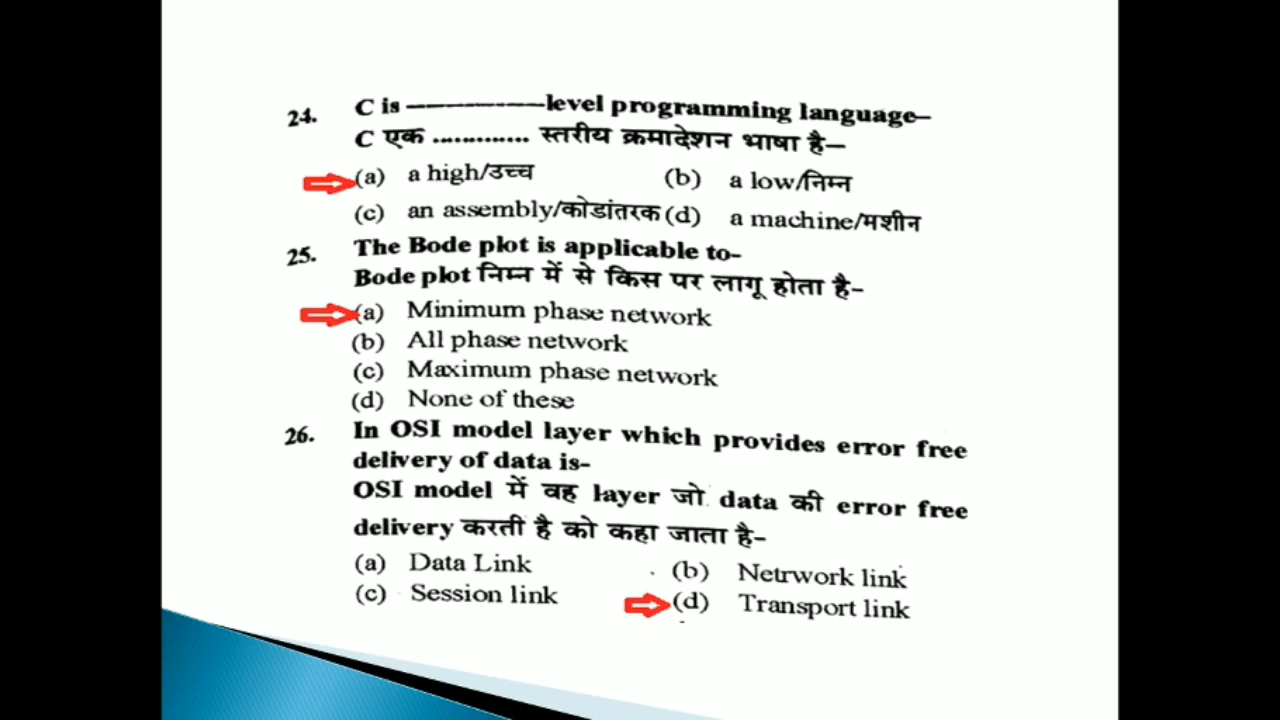 24. C is ------------level programming language–
C एक ............. स्तरीय क्रमादेशन भाषा है–
(a) a high/उच्च (b) a low/निम्न
(c) an assembly/कोडांतरक (d) a machine/मशीन
25. The Bode plot is applicable to-
Bode plot निम्न में से किस पर लागू होता है–
(a) Minimum phase network
(b) All phase network
(c) Maximum phase network
(d) None of these
26. In OSI model layer which provides error free
delivery of data is-
OSI model में वह layer जो data की error free
delivery करती है को कहा जाता है–
(a) Data Link (b) Netrwork link
(c) Session link (d) Transport link